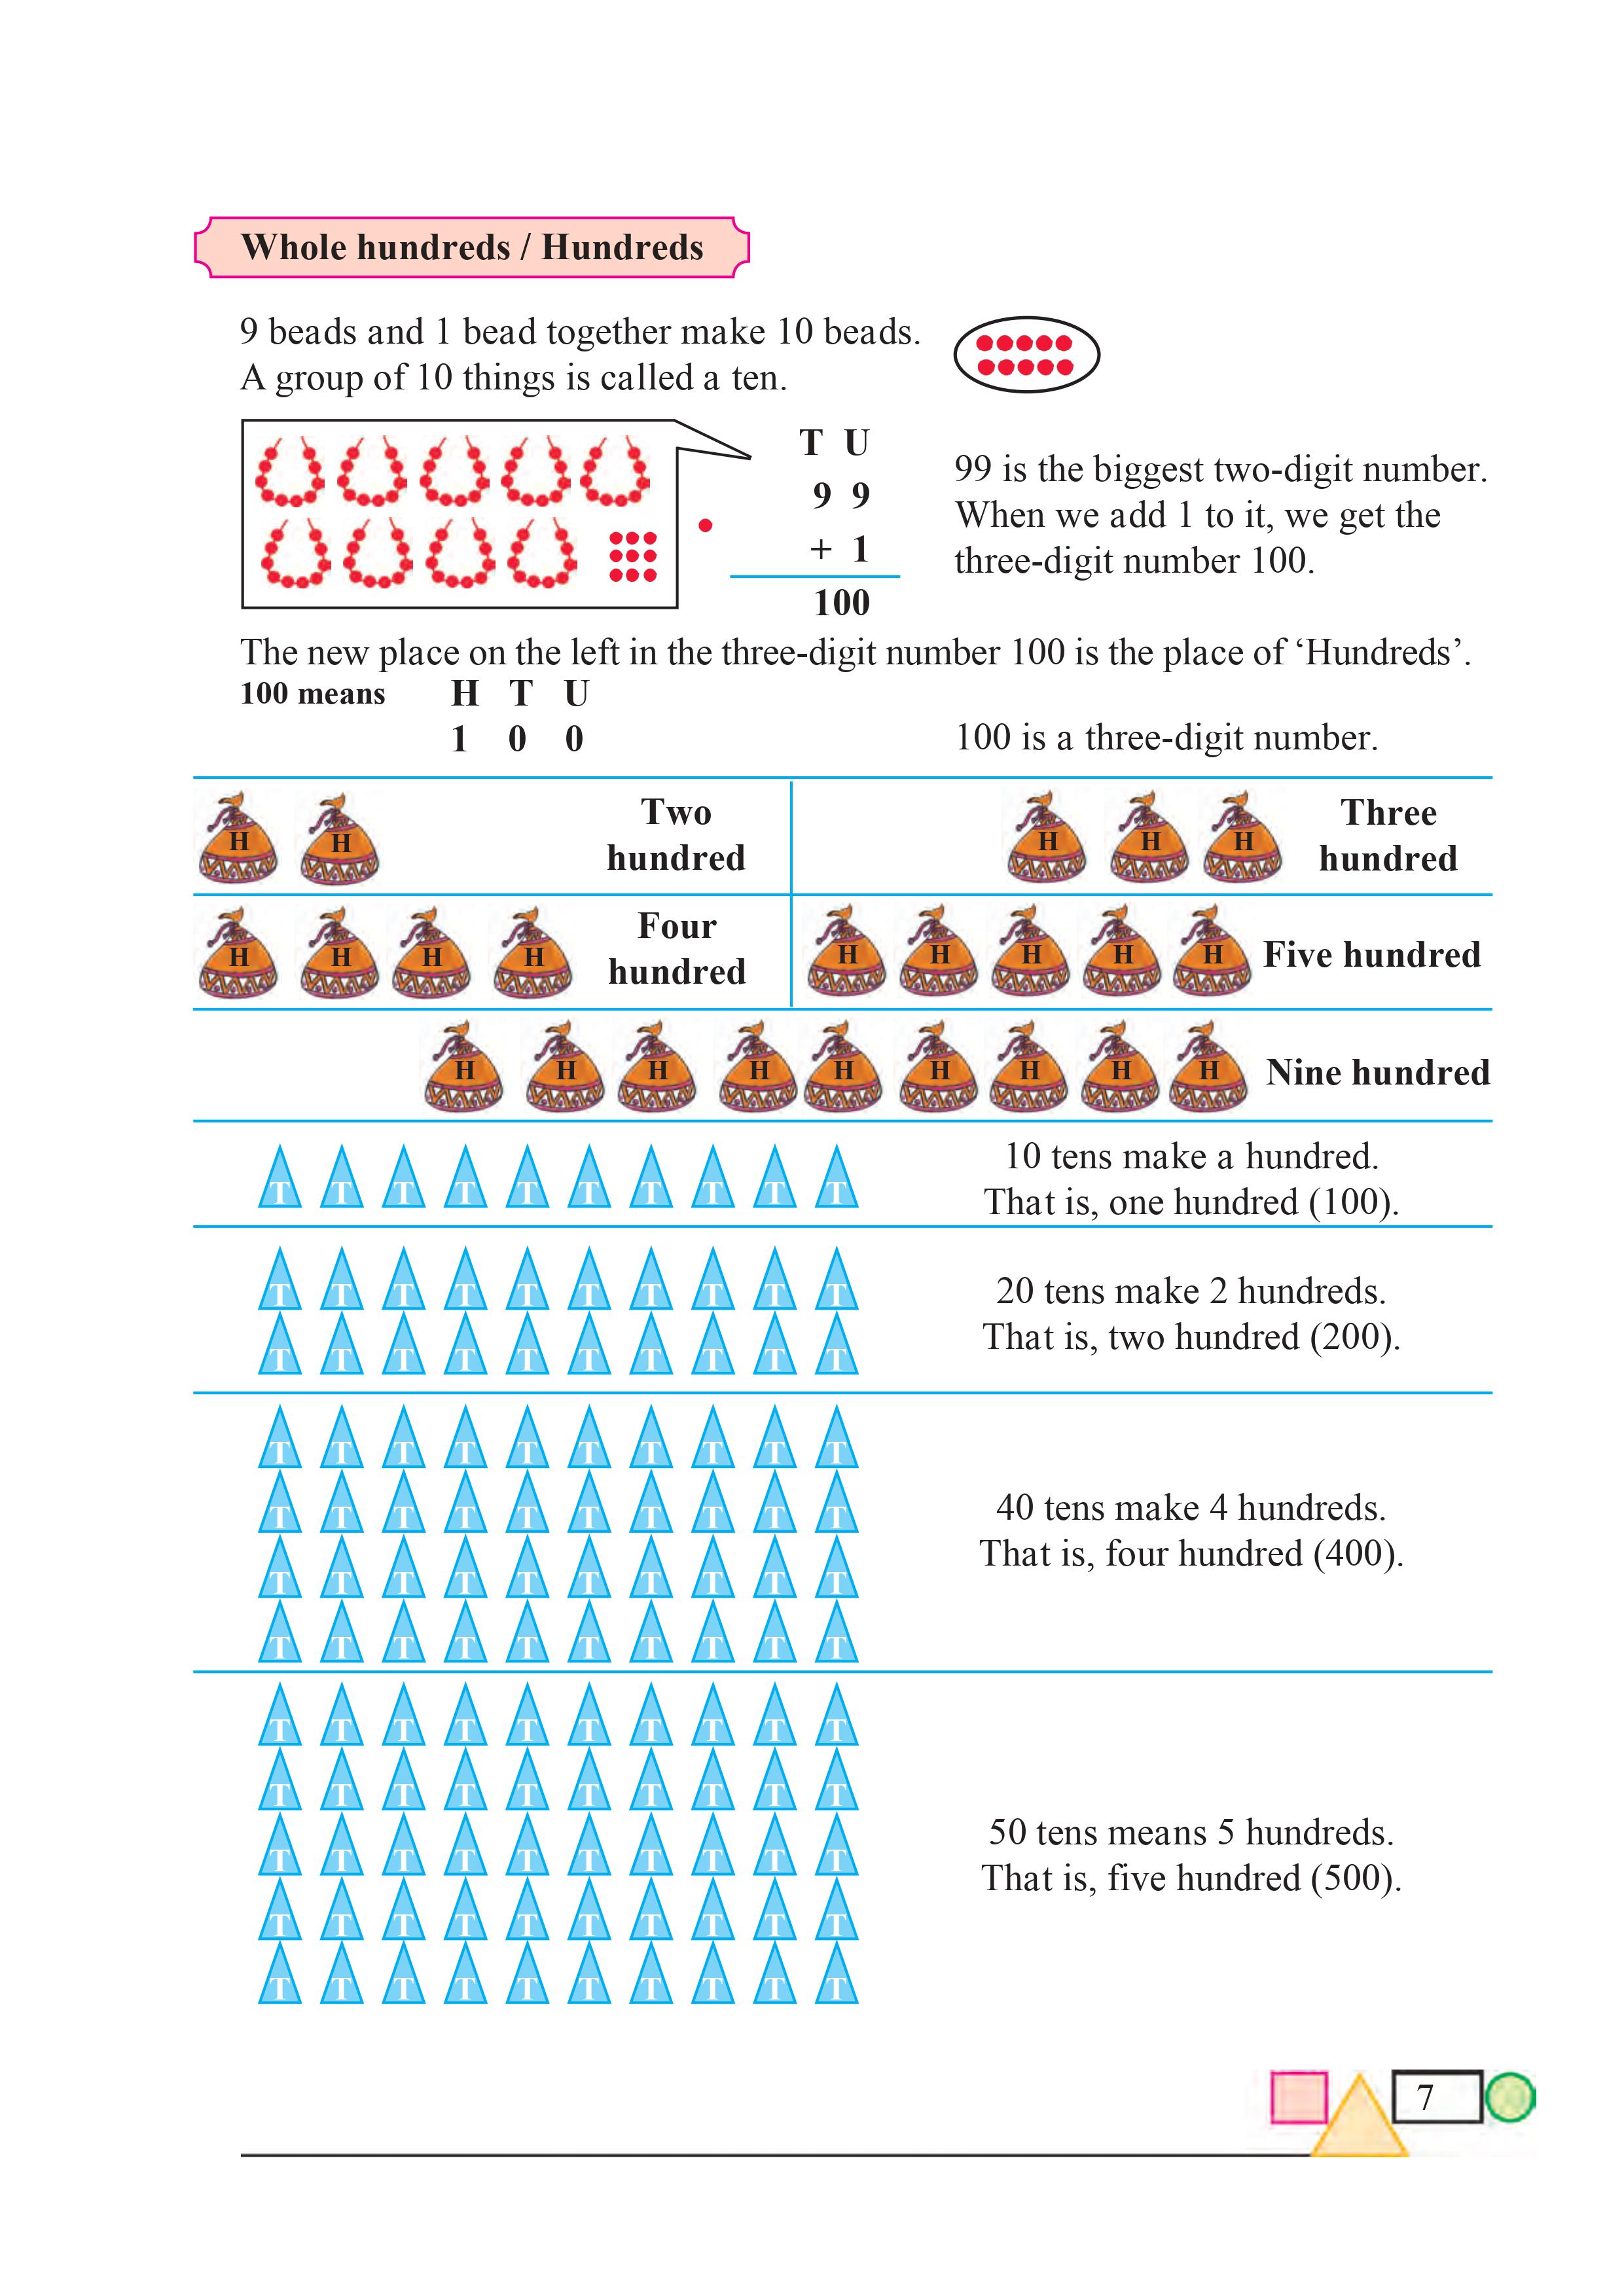 Whole hundreds / Hundreds
9 beads and 1 bead together make 10 beads.
A group of 10 things is called a ten.
T U
9 9
+ 1
100
99 is the biggest two-digit number.
When we add 1 to it, we get the
three-digit number 100.
The new place on the left in the three-digit number 100 is the place of ‘Hundreds’.
100 means H T U
1 0 0
100 is a three-digit number.
H H
Two
hundred
H H H
Three
hundred
H H H H
Four
hundred
H H H H H Five hundred
H H H H H H H H H Nine hundred
T T T T T T T T T T
10 tens make a hundred.
That is, one hundred (100).
T T T T T T T T T T
T T T T T T T T T T
20 tens make 2 hundreds.
That is, two hundred (200).
T T T T T T T T T T
T T T T T T T T T T
T T T T T T T T T T
T T T T T T T T T T
40 tens make 4 hundreds.
That is, four hundred (400).
T T T T T T T T T T
T T T T T T T T T T
T T T T T T T T T T
T T T T T T T T T T
T T T T T T T T T T
50 tens means 5 hundreds.
That is, five hundred (500).
7